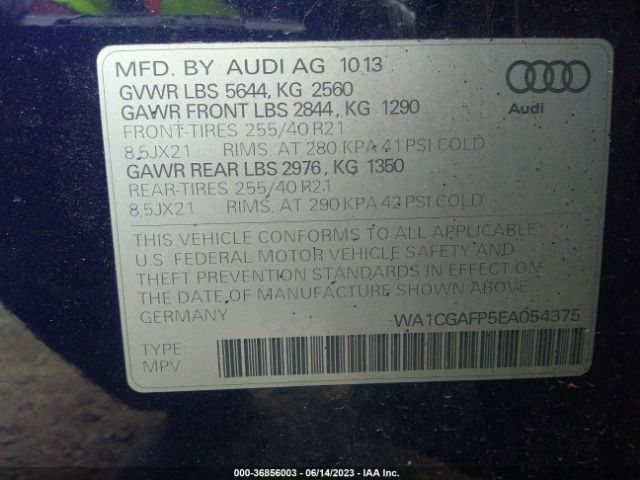 MFD. BY AUDI AG 10.13
GVWR LBS 5644, KG 2560
GAWR FRONT LBS 2844, KG 1290
FRONT-TIRES 255/40 R21
8.5JX21 RIMS, AT 280 KPA 41 PSI COLD
GAWR REAR LBS 2976, KG 1350
REAR-TIRES 255/40 R21
8.5JX21 RIMS, AT 290 KPA 42 PSI COLD
Audi
THIS VEHICLE CONFORMS TO ALL APPLICABLE
U.S. FEDERAL MOTOR VEHICLE SAFETY AND
THEFT PREVENTION STANDARDS IN EFFECT ON
THE DATE OF MANUFACTURE SHOWN ABOVE.
GERMANY
WA1CGAFP5EA054375
TYPE
MPV
000-36856003 - 06/14/2023 - IAA Inc.